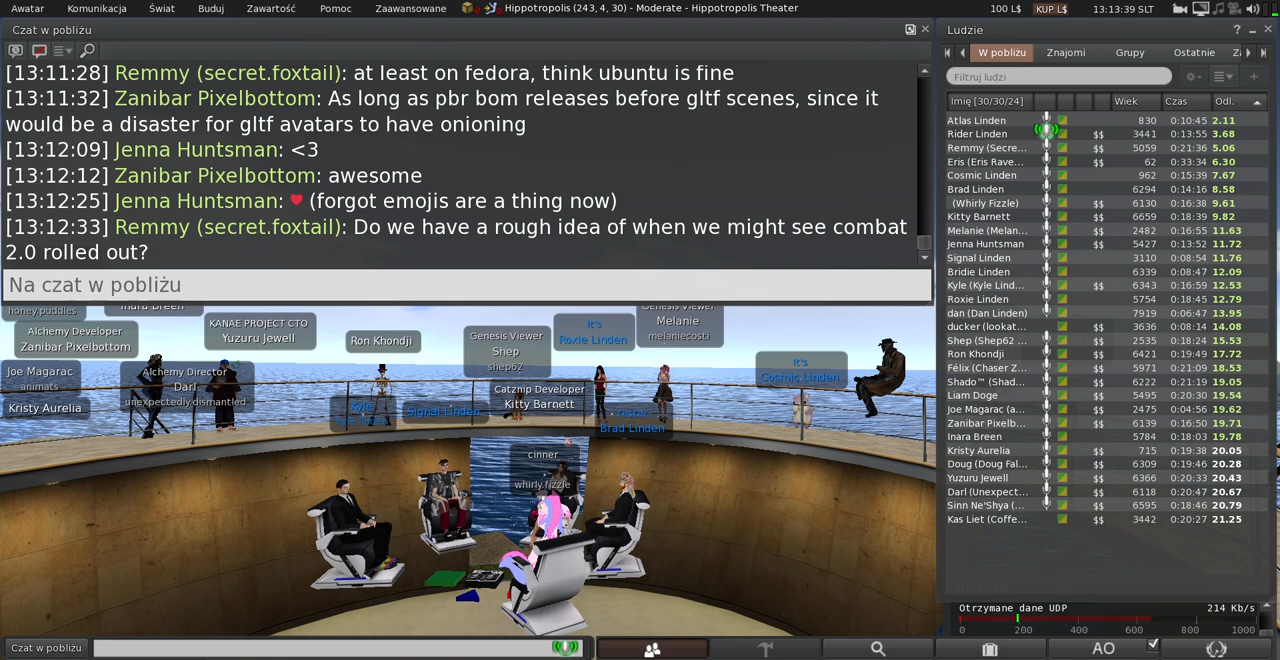 Awatar Komunikacja Świat Buduj Zawartość Pomoc Zaawansowane Hippotropolis (243, 4, 30) - Moderate - Hippotropolis Theater 100 L$ KUP L$ 13:13:39 SLT
Czat w pobliżu
[13:11:28] Remmy (secret.foxtail): at least on fedora, think ubuntu is fine
[13:11:32] Zanibar Pixelbottom: As long as pbr bom releases before gltf scenes, since it
would be a disaster for gltf avatars to have onioning
[13:12:09] Jenna Huntsman: <3
[13:12:12] Zanibar Pixelbottom: awesome
[13:12:25] Jenna Huntsman: ♥ (forgot emojis are a thing now)
[13:12:33] Remmy (secret.foxtail): Do we have a rough idea of when we might see combat
2.0 rolled out?
Na czat w pobliżu
honey.puddles
Inara Breen
Alchemy Developer
Zanibar Pixelbottom
KANAE PROJECT CTO
Yuzuru Jewell
Ron Khondji
Genesis Viewer
Shep
shep62
It's
Roxie Linden
Genesis Viewer
Melanie
melaniecosti
It's
Cosmic Linden
Joe Magarac
animats
Alchemy Director
Darl
unexpectedly.dismantled
Kristy Aurelia
Kyle
Signal Linden
Catznip Developer
Kitty Barnett
Tester
Brad Linden
cinner
whirly.fizzle
Ludzie
W pobliżu Znajomi Grupy Ostatnie Za
Filtruj ludzi
Imię [30/30/24] Wiek Czas Odl.
Atlas Linden 830 0:10:45 2.11
Rider Linden $$ 3441 0:13:55 3.68
Remmy (Secre... $$ 5059 0:21:36 5.06
Eris (Eris Rave... $$ 62 0:33:34 6.30
Cosmic Linden 962 0:15:39 7.67
Brad Linden 6294 0:14:16 8.58
(Whirly Fizzle) $$ 6130 0:16:38 9.61
Kitty Barnett $$ 6659 0:18:39 9.82
Melanie (Melan... $$ 2482 0:16:55 11.63
Jenna Huntsman $$ 5427 0:13:52 11.72
Signal Linden 3110 0:08:54 11.76
Bridie Linden 6339 0:08:47 12.09
Kyle (Kyle Lind... $$ 6343 0:16:59 12.53
Roxie Linden 5754 0:18:45 12.79
dan (Dan Linden) 7919 0:06:47 13.95
ducker (lookat... $$ 3636 0:08:14 14.08
Shep (Shep62 ... $$ 2535 0:18:24 15.53
Ron Khondji $$ 6421 0:19:49 17.72
Félix (Chaser Z... $$ 5971 0:21:09 18.53
Shado™ (Shad... $$ 6222 0:21:19 19.05
Liam Doge $$ 5495 0:20:30 19.54
Joe Magarac (a... $$ 2475 0:04:56 19.62
Zanibar Pixelb... $$ 6139 0:16:50 19.71
Inara Breen 5784 0:18:03 19.78
Kristy Aurelia $$ 715 0:19:38 20.05
Doug (Doug Fal... $$ 6309 0:19:46 20.28
Yuzuru Jewell $$ 6366 0:20:33 20.43
Darl (Unexpect... $$ 6118 0:20:47 20.67
Sinn Ne'Shya (... $$ 6595 0:18:46 20.79
Kas Liet (Coffe... $$ 3442 0:20:27 21.25
Otrzymane dane UDP 214 Kb/s
0 200 400 600 800 1000
Czat w pobliżu
AO